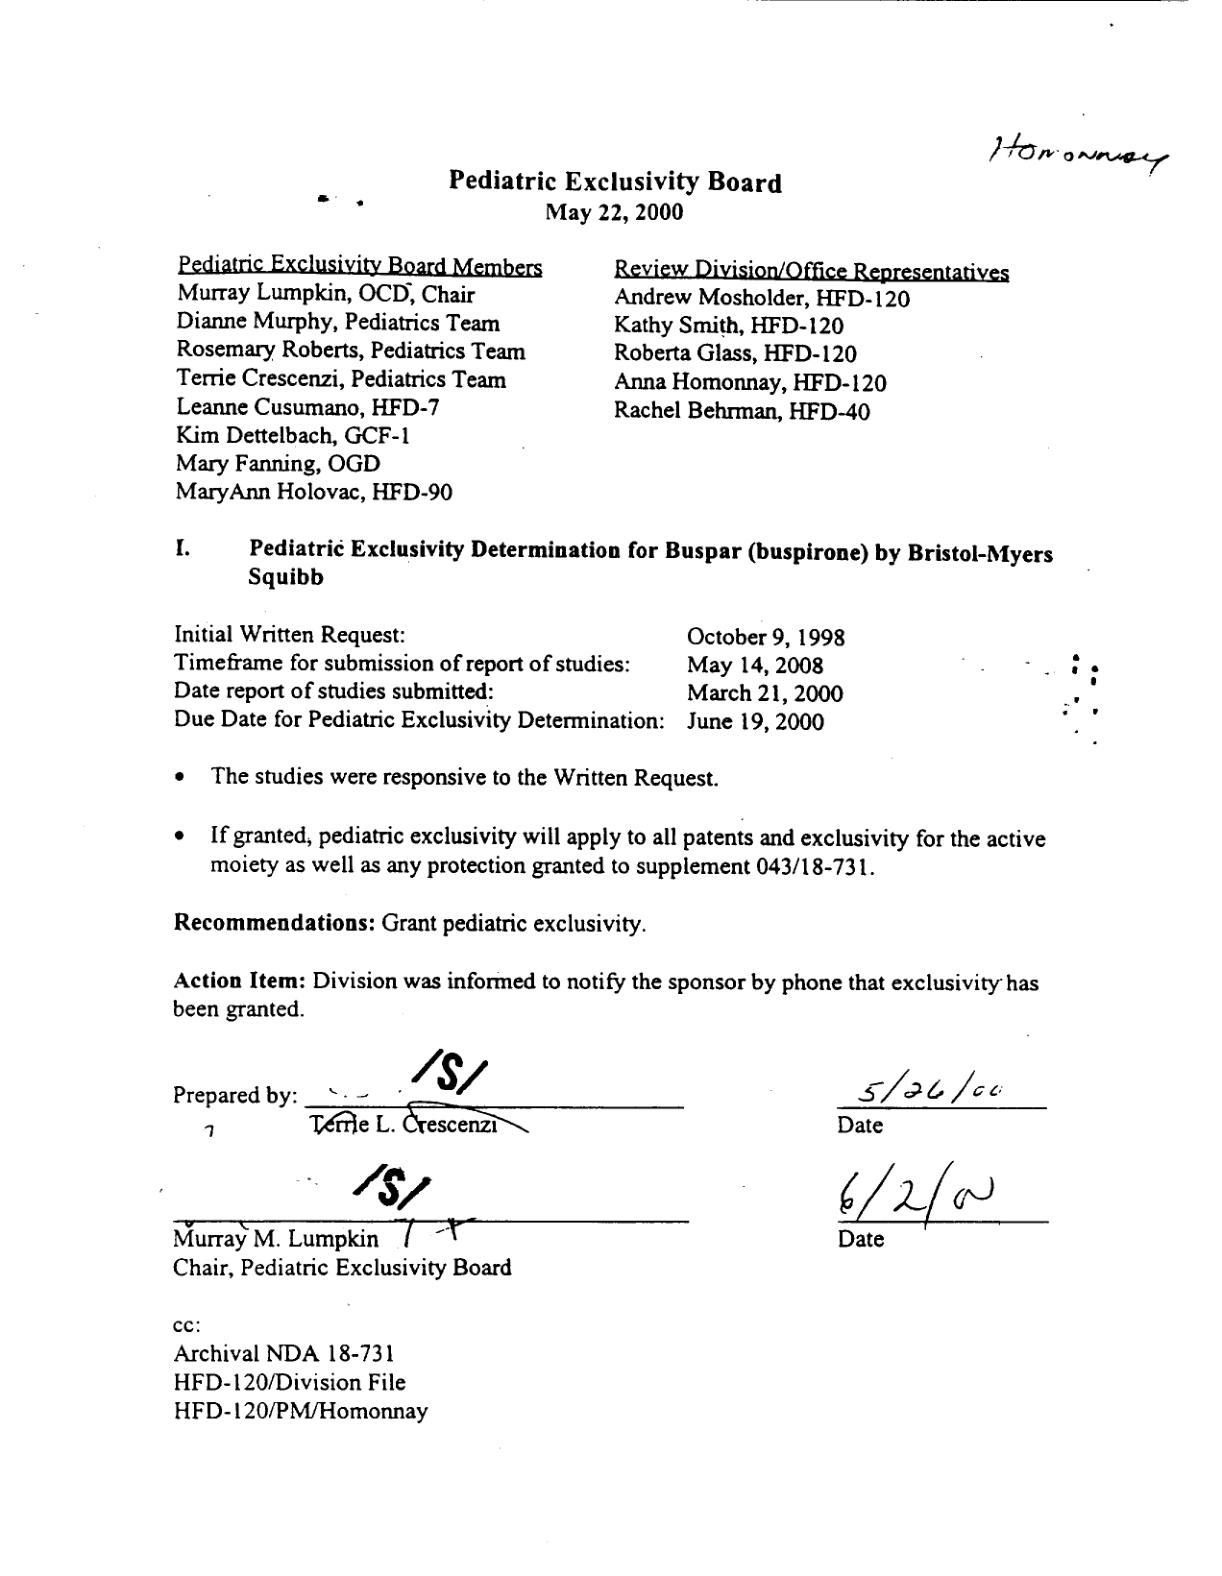 Homonnay
Pediatric Exclusivity Board
May 22, 2000
Pediatric Exclusivity Board Members
Murray Lumpkin, OCD, Chair
Dianne Murphy, Pediatrics Team
Rosemary Roberts, Pediatrics Team
Terrie Crescenzi, Pediatrics Team
Leanne Cusumano, HFD-7
Kim Dettelbach, GCF-1
Mary Fanning, OGD
MaryAnn Holovac, HFD-90
Review Division/Office Representatives
Andrew Mosholder, HFD-120
Kathy Smith, HFD-120
Roberta Glass, HFD-120
Anna Homonnay, HFD-120
Rachel Behrman, HFD-40
I. Pediatric Exclusivity Determination for Buspar (buspirone) by Bristol-Myers
Squibb
Initial Written Request: October 9, 1998
Timeframe for submission of report of studies: May 14, 2008
Date report of studies submitted: March 21, 2000
Due Date for Pediatric Exclusivity Determination: June 19, 2000
• The studies were responsive to the Written Request.
• If granted, pediatric exclusivity will apply to all patents and exclusivity for the active
moiety as well as any protection granted to supplement 043/18-731.
Recommendations: Grant pediatric exclusivity.
Action Item: Division was informed to notify the sponsor by phone that exclusivity has
been granted.
/S/
Prepared by: 5/26/00
Terrie L. Crescenzi Date
/S/ 6/2/00
Murray M. Lumpkin Date
Chair, Pediatric Exclusivity Board
cc:
Archival NDA 18-731
HFD-120/Division File
HFD-120/PM/Homonnay